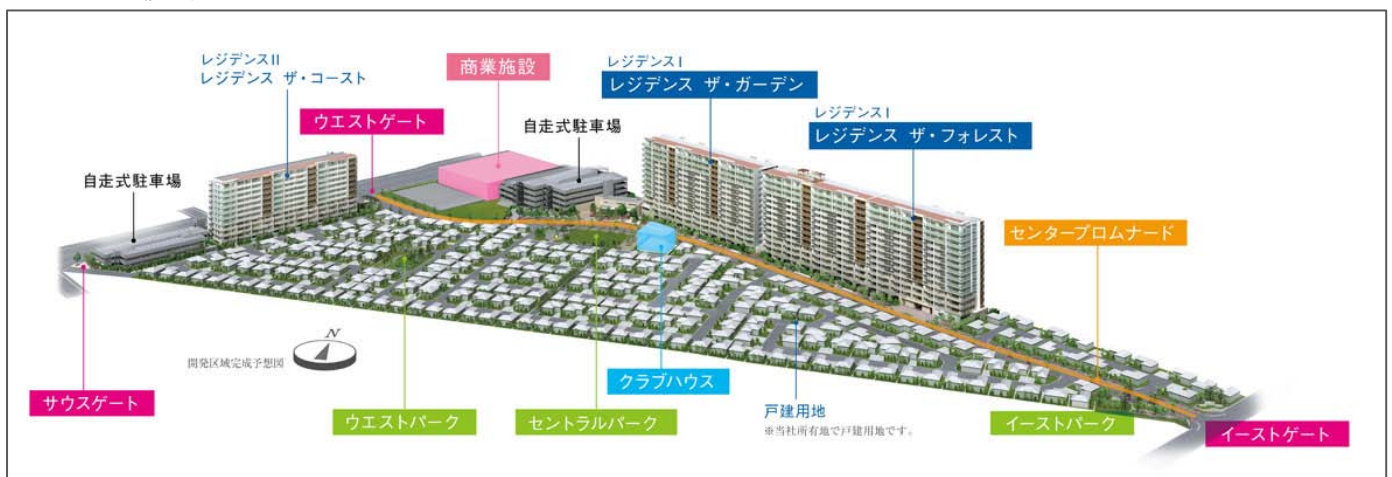 レジデンスII
レジデンス ザ・コースト
商業施設
レジデンスI
レジデンス ザ・ガーデン
ウエストゲート
自走式駐車場
レジデンスI
レジデンス ザ・フォレスト
自走式駐車場
センタープロムナード
N
開発区域完成予想図
サウスゲート
ウエストパーク
セントラルパーク
クラブハウス
戸建用地
※当社所有地で戸建用地です。
イーストパーク
イーストゲート